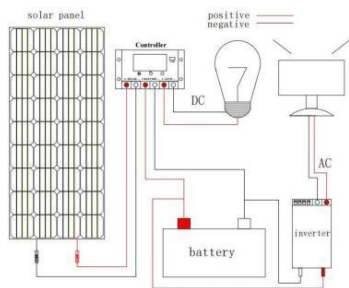 solar panel
positive
negative
Controller
DC
AC
battery
inverter